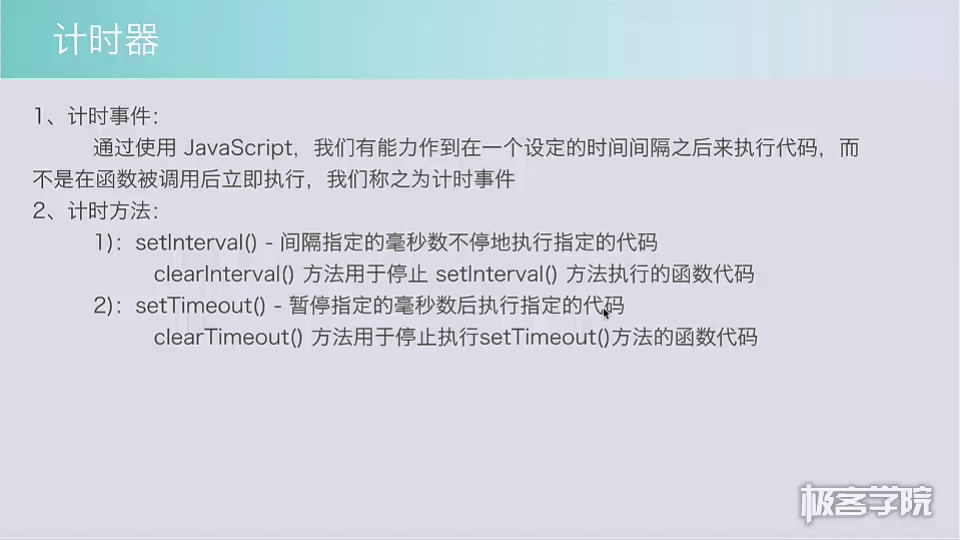 计时器
1、计时事件：
通过使用 JavaScript，我们有能力作到在一个设定的时间间隔之后来执行代码，而
不是在函数被调用后立即执行，我们称之为计时事件
2、计时方法：
1)：setInterval() - 间隔指定的毫秒数不停地执行指定的代码
clearInterval() 方法用于停止 setInterval() 方法执行的函数代码
2)：setTimeout() - 暂停指定的毫秒数后执行指定的代码
clearTimeout() 方法用于停止执行setTimeout()方法的函数代码
极客学院